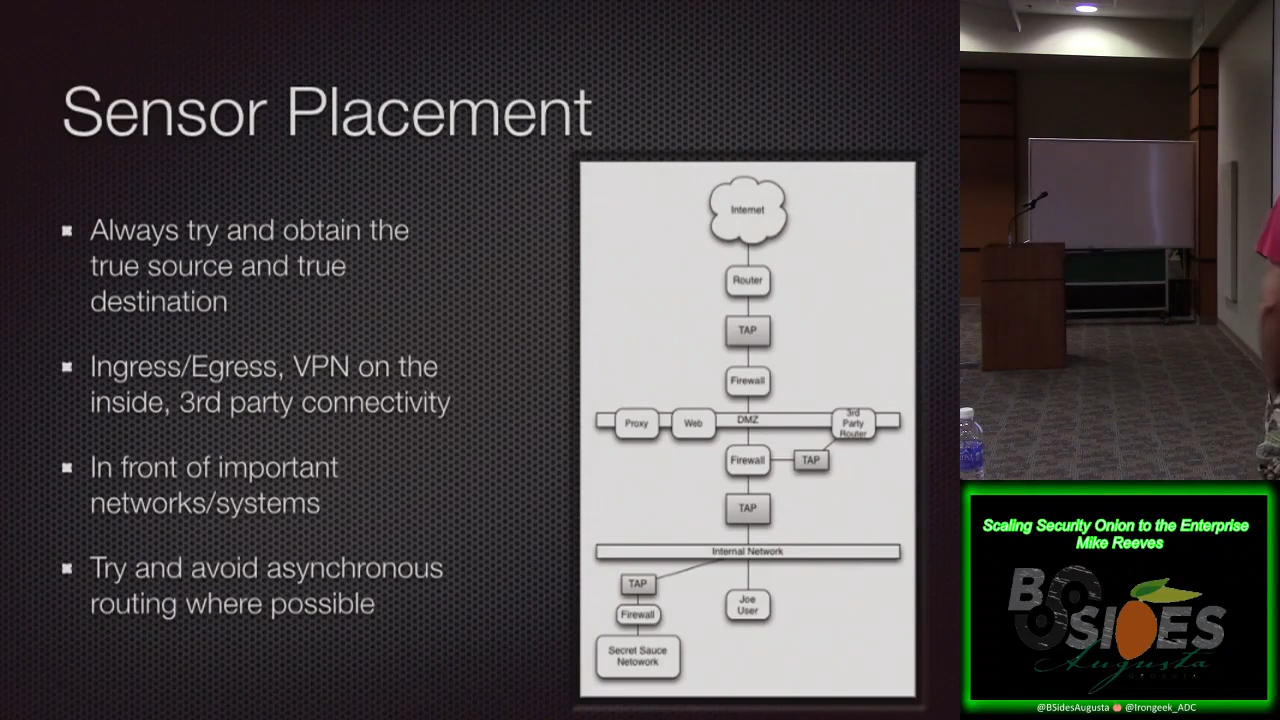 Sensor Placement
Always try and obtain the
true source and true
destination
Ingress/Egress, VPN on the
inside, 3rd party connectivity
In front of important
networks/systems
Try and avoid asynchronous
routing where possible
Internet
Router
TAP
Firewall
Proxy
Web
DMZ
3rd
Party
Router
Firewall
TAP
TAP
Internal Network
TAP
Firewall
Secret Sauce
Netowork
Joe
User
Scaling Security Onion to the Enterprise
Mike Reeves
BSIDES
Augusta
GEORGIA
@BSidesAugusta @Irongeek_ADC